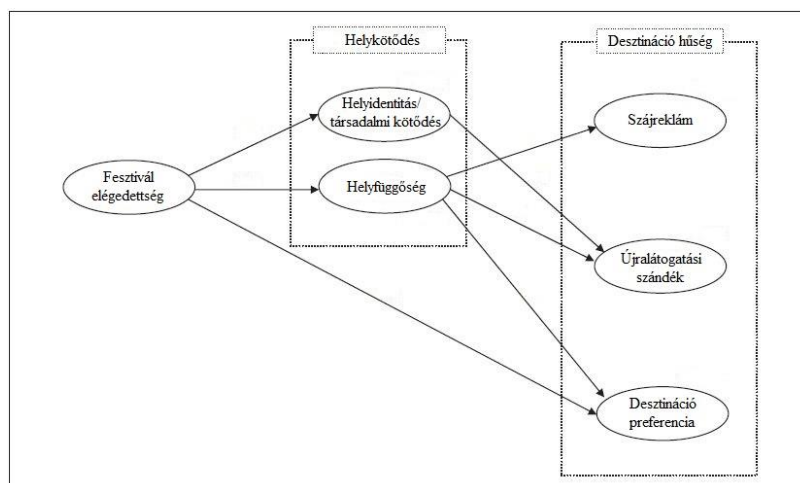 Helykötődés
Desztináció hűség
Helyidentitás/
társadalmi kötődés
Szájreklám
Fesztivál
elégedettség
Helyfüggőség
Újralátogatási
szándék
Desztináció
preferencia